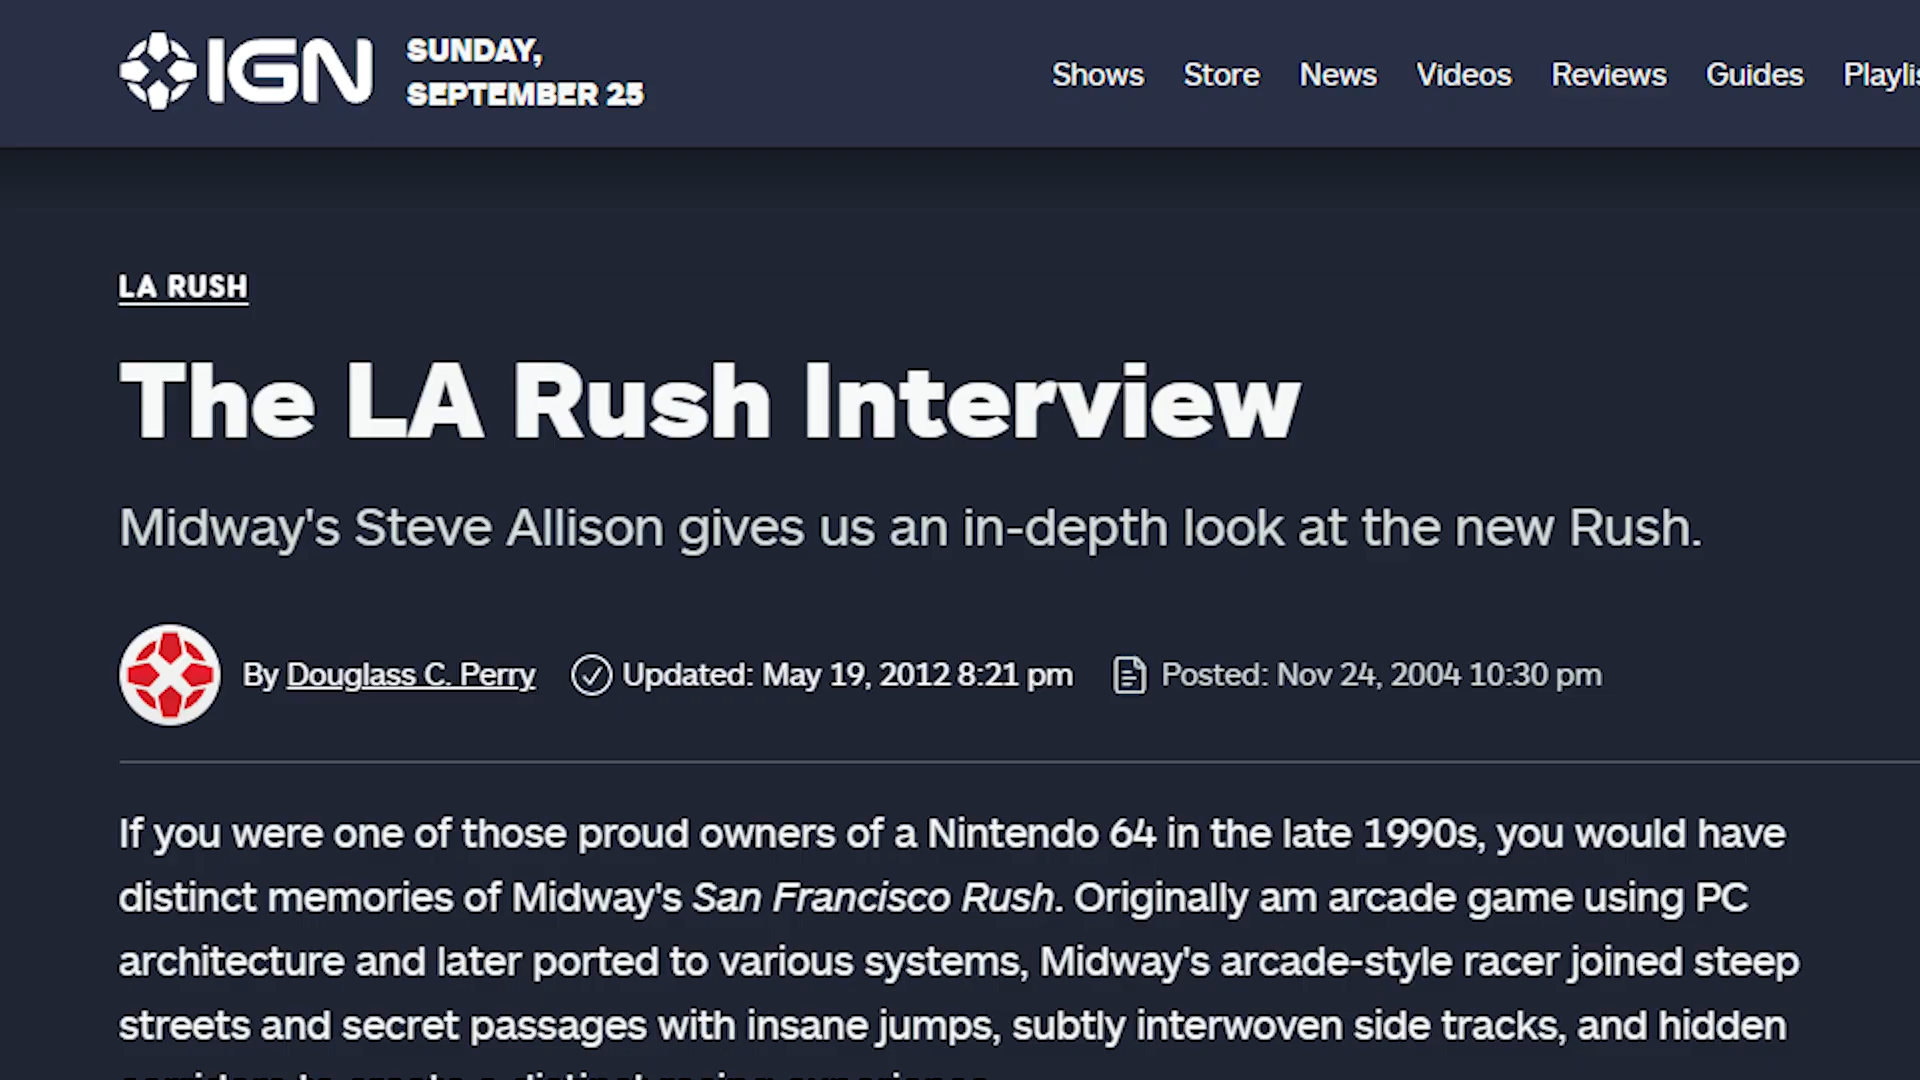 IGN
SUNDAY,
SEPTEMBER 25
Shows Store News Videos Reviews Guides
LA RUSH
The LA Rush Interview
Midway's Steve Allison gives us an in-depth look at the new Rush.
By Douglass C. Perry Updated: May 19, 2012 8:21 pm Posted: Nov 24, 2004 10:30 pm
If you were one of those proud owners of a Nintendo 64 in the late 1990s, you would have
distinct memories of Midway's San Francisco Rush. Originally am arcade game using PC
architecture and later ported to various systems, Midway's arcade-style racer joined steep
streets and secret passages with insane jumps, subtly interwoven side tracks, and hidden